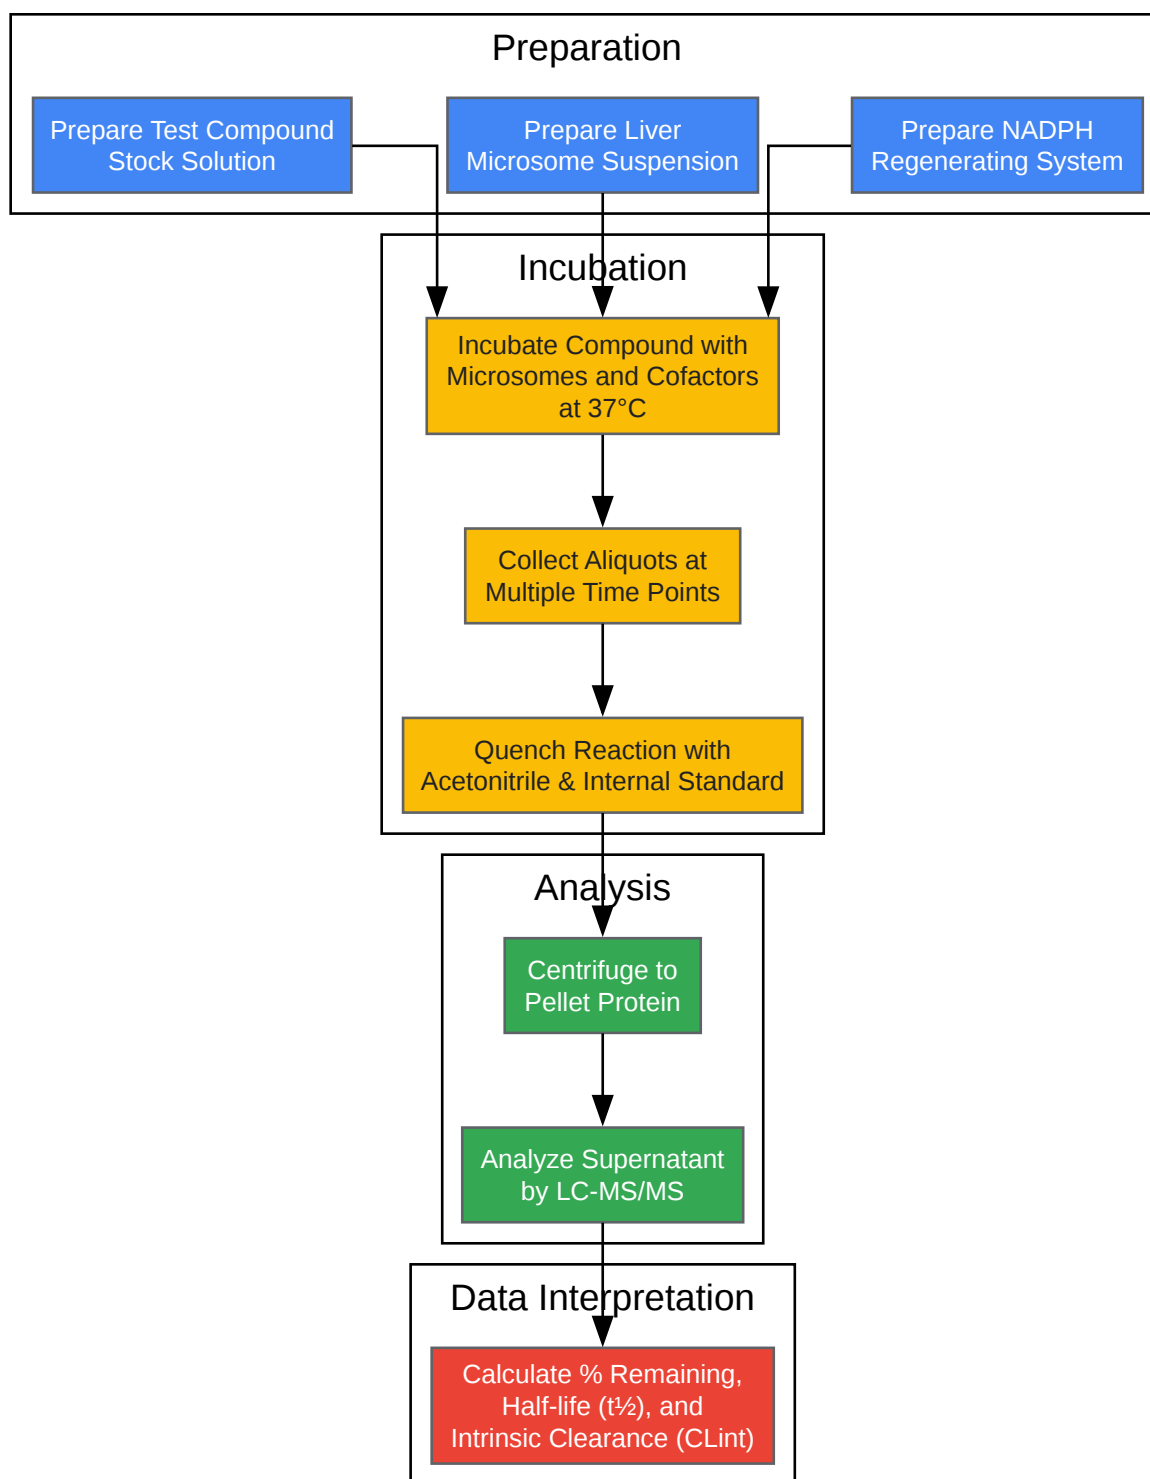 Preparation
Prepare Test Compound
Stock Solution
Prepare Liver
Microsome Suspension
Prepare NADPH
Regenerating System
Incubation
Incubate Compound with
Microsomes and Cofactors
at 37°C
Collect Aliquots at
Multiple Time Points
Quench Reaction with
Acetonitrile & Internal Standard
Analysis
Centrifuge to
Pellet Protein
Analyze Supernatant
by LC-MS/MS
Data Interpretation
Calculate % Remaining,
Half-life (t½), and
Intrinsic Clearance (CLint)